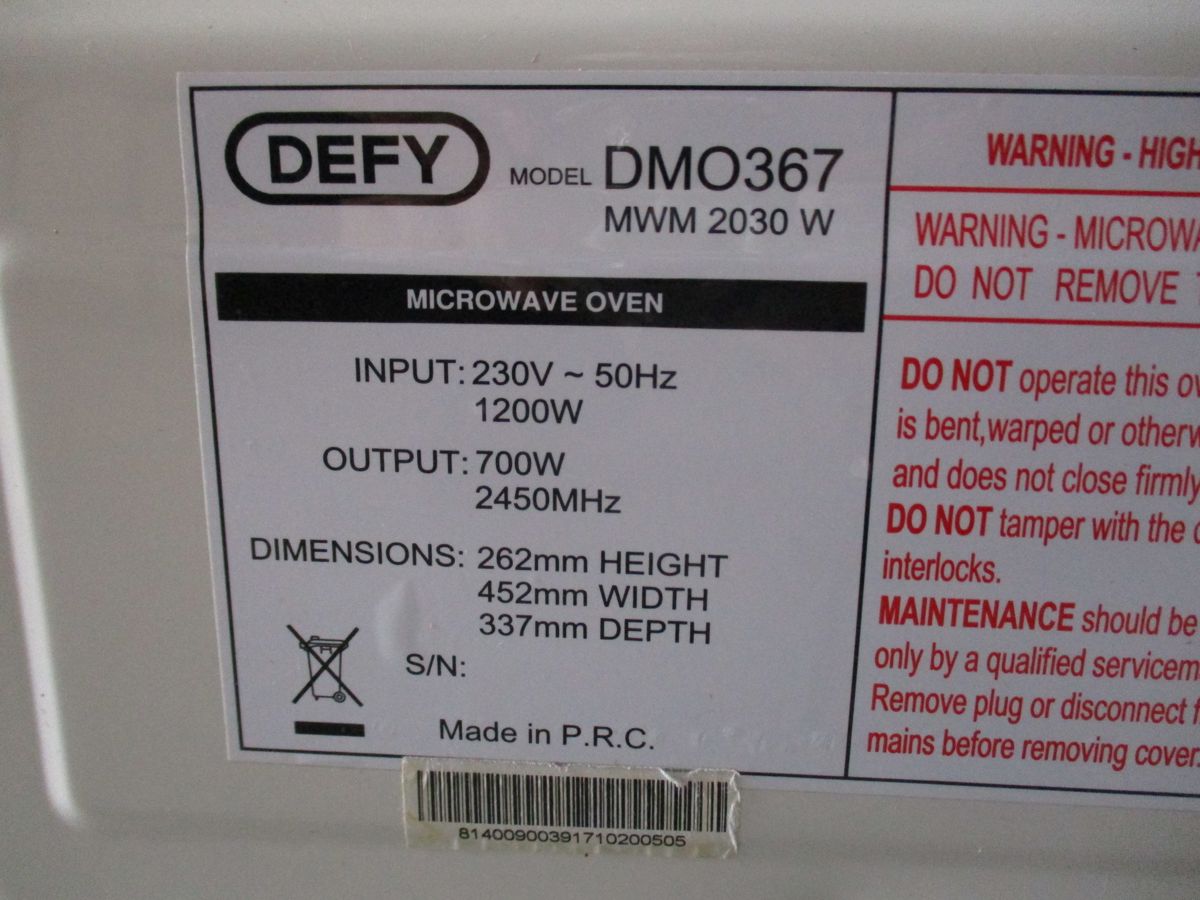 DEFY MODEL DMO367
MWM 2030 W
MICROWAVE OVEN
INPUT: 230V ~ 50Hz
1200W
OUTPUT: 700W
2450MHz
DIMENSIONS: 262mm HEIGHT
452mm WIDTH
337mm DEPTH
S/N:
Made in P.R.C.
81400900391710200505
WARNING - HIGH
WARNING - MICROWA
DO NOT REMOVE
DO NOT operate this ov
is bent,warped or otherw
and does not close firmly
DO NOT tamper with the
interlocks.
MAINTENANCE should be
only by a qualified servicem
Remove plug or disconnect f
mains before removing cover.